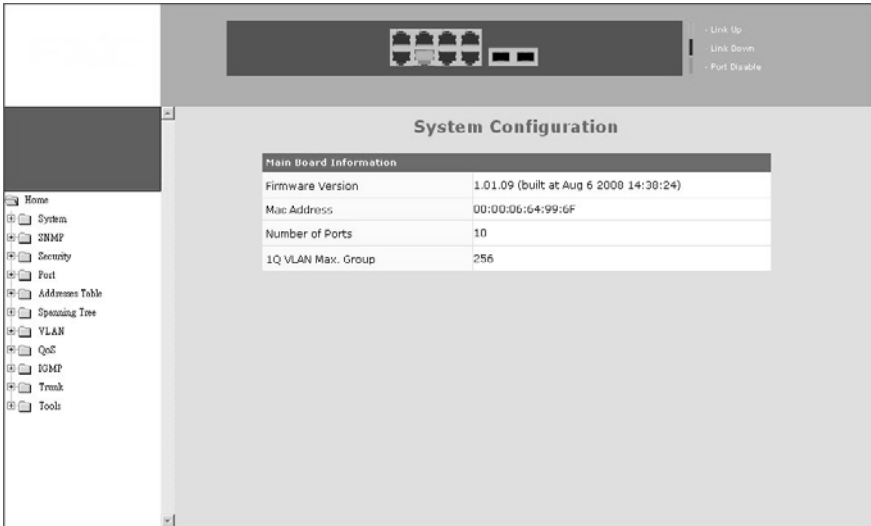 - Link Up
- Link Down
- Port Disable
System Configuration
Main Board Information
Firmware Version 1.01.09 (built at Aug 6 2008 14:38:24)
Mac Address 00:00:06:64:99:6F
Number of Ports 10
1Q VLAN Max. Group 256
Home
System
SNMP
Security
Port
Addresses Table
Spanning Tree
VLAN
QoS
IGMP
Trunk
Tools